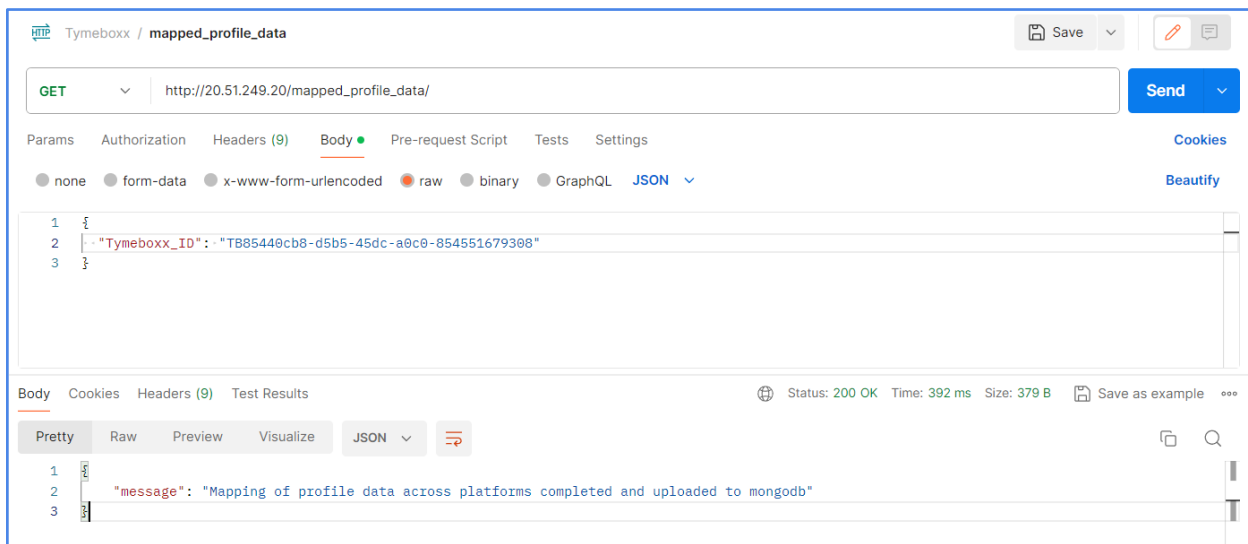 HTTP Tymeboxx / mapped_profile_data Save
GET http://20.51.249.20/mapped_profile_data/ Send
Params Authorization Headers (9) Body Pre-request Script Tests Settings Cookies
none form-data x-www-form-urlencoded raw binary GraphQL JSON Beautify
1 {
2 "Tymeboxx_ID": "TB85440cb8-d5b5-45dc-a0c0-854551679308"
3 }
Body Cookies Headers (9) Test Results Status: 200 OK Time: 392 ms Size: 379 B Save as example
Pretty Raw Preview Visualize JSON
1 {
2 "message": "Mapping of profile data across platforms completed and uploaded to mongodb"
3 }